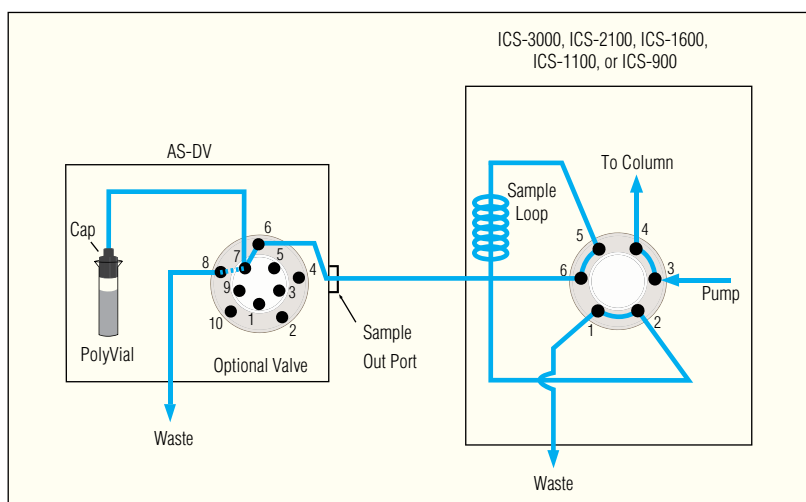 ICS-3000, ICS-2100, ICS-1600,
ICS-1100, or ICS-900
AS-DV
To Column
Cap
Sample
Loop
6
7
5
8
4
9
3
10
1
2
5
4
6
3
1
2
Pump
PolyVial
Optional Valve
Sample
Out Port
Waste
Waste